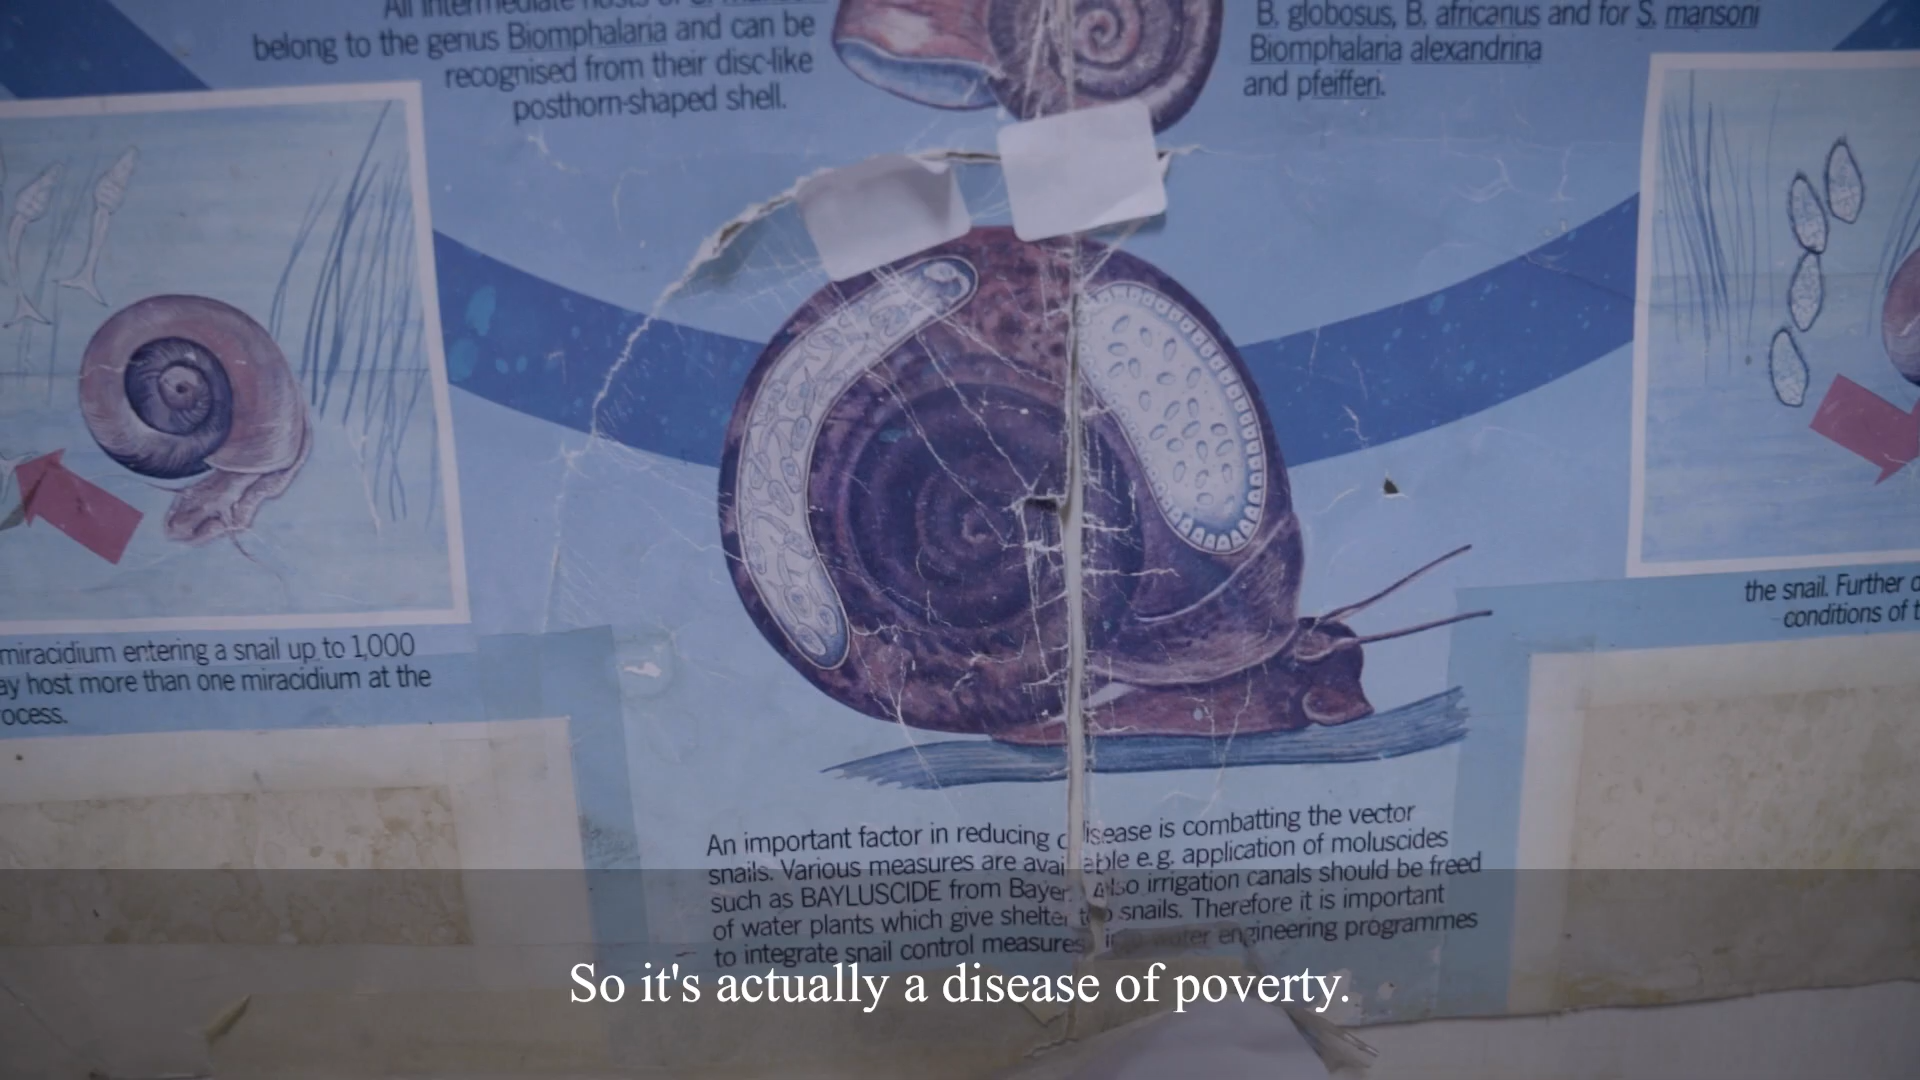 All intermediate hosts of S.
belong to the genus Biomphalaria and can be
recognised from their disc-like
posthorn-shaped shell.
B. globosus, B. africanus and for S. mansoni
Biomphalaria alexandrina
and pfeifferi.
miracidium entering a snail up to 1,000
ay host more than one miracidium at the
ocess.
the snail. Further
conditions of
An important factor in reducing disease is combatting the vector
snails. Various measures are available e.g. application of moluscides
such as BAYLUSCIDE from Bayer. Also irrigation canals should be freed
of water plants which give shelter to snails. Therefore it is important
to integrate snail control measures in water engineering programmes
So it's actually a disease of poverty.